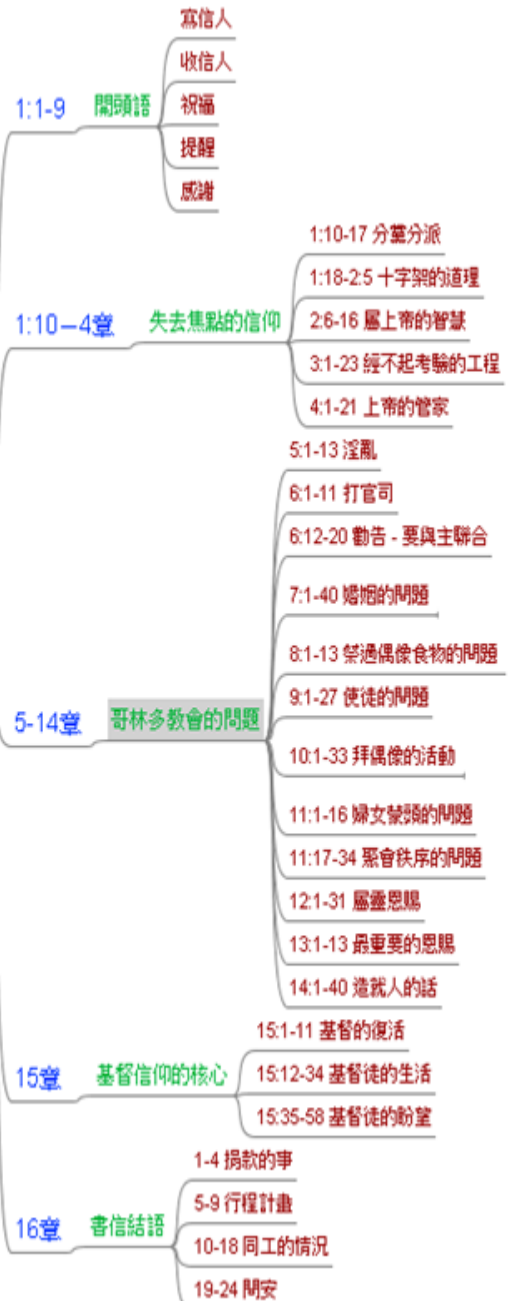 1:1-9
開頭語
寫信人
收信人
祝福
提醒
感謝
1:10－4章
失去焦點的信仰
1:10-17 分黨分派
1:18-2:5 十字架的道理
2:6-16 屬上帝的智慧
3:1-23 經不起考驗的工程
4:1-21 上帝的管家
5-14章
哥林多教會的問題
5:1-13 淫亂
6:1-11 打官司
6:12-20 勸告 - 要與主聯合
7:1-40 婚姻的問題
8:1-13 祭過偶像食物的問題
9:1-27 使徒的問題
10:1-33 拜偶像的活動
11:1-16 婦女蒙頭的問題
11:17-34 聚會秩序的問題
12:1-31 屬靈恩賜
13:1-13 最重要的恩賜
14:1-40 造就人的話
15章
基督信仰的核心
15:1-11 基督的復活
15:12-34 基督徒的生活
15:35-58 基督徒的盼望
16章
書信結語
1-4 捐款的事
5-9 行程計畫
10-18 同工的情況
19-24 問安